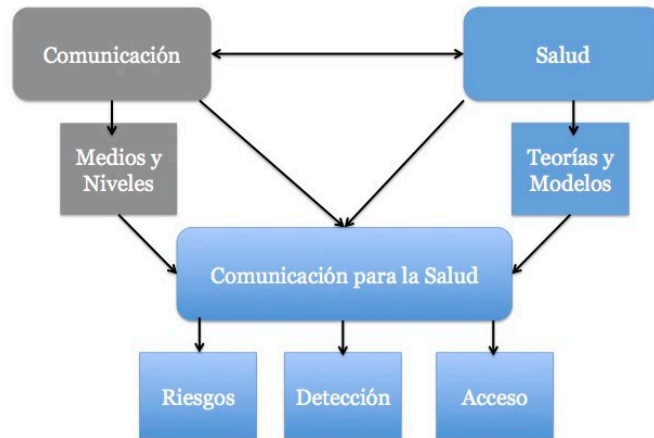 Comunicación
Salud
Medios y
Niveles
Teorías y
Modelos
Comunicación para la Salud
Riesgos
Detección
Acceso